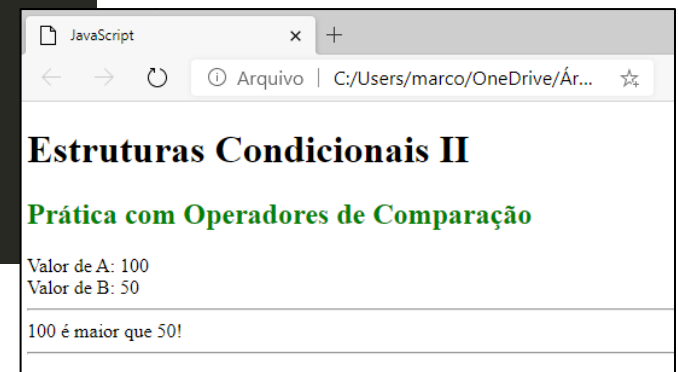 JavaScript
Arquivo | C:/Users/marco/OneDrive/Ár...
Estruturas Condicionais II
Prática com Operadores de Comparação
Valor de A: 100
Valor de B: 50
100 é maior que 50!